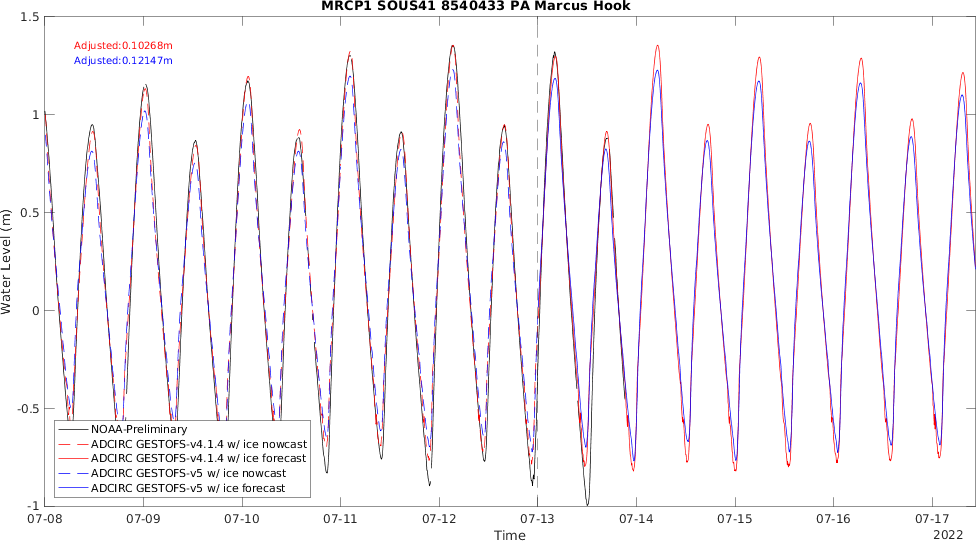 MRCP1 SOUS41 8540433 PA Marcus Hook
1.5
Adjusted:0.10268m
Adjusted:0.12147m
1
0.5
Water Level (m)
0
-0.5
NOAA-Preliminary
ADCIRC GESTOFS-v4.1.4 w/ ice nowcast
ADCIRC GESTOFS-v4.1.4 w/ ice forecast
ADCIRC GESTOFS-v5 w/ ice nowcast
ADCIRC GESTOFS-v5 w/ ice forecast
-1
07-08 07-09 07-10 07-11 07-12 07-13 07-14 07-15 07-16 07-17
Time
2022